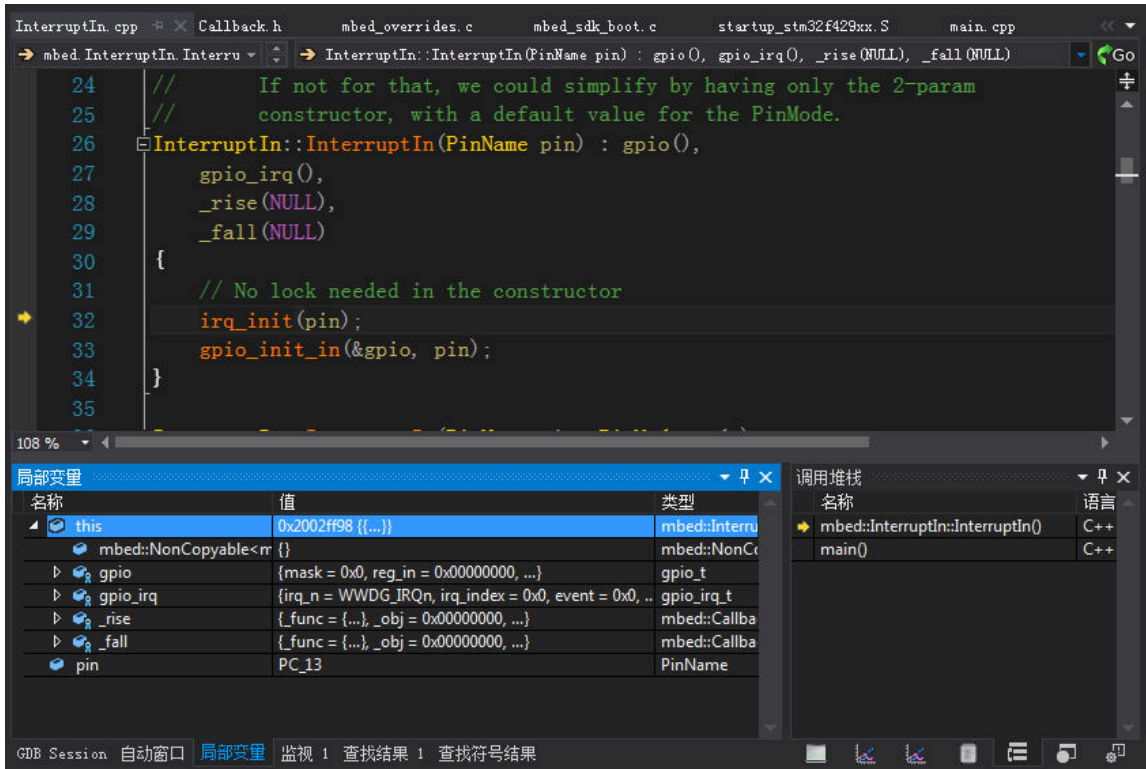 InterruptIn.cpp Callback.h mbed_overrides.c mbed_sdk_boot.c startup_stm32f429xx.S main.cpp
mbed.InterruptIn.Interru InterruptIn::InterruptIn(PinName pin) : gpio(), gpio_irq(), _rise(NULL), _fall(NULL) Go
24 // If not for that, we could simplify by having only the 2-param
25 // constructor, with a default value for the PinMode.
26 InterruptIn::InterruptIn(PinName pin) : gpio(),
27 gpio_irq(),
28 _rise(NULL),
29 _fall(NULL)
30 {
31 // No lock needed in the constructor
32 irq_init(pin);
33 gpio_init_in(&gpio, pin);
34 }
35
108 %
局部变量
名称 值 类型
this 0x2002ff98 {{...}} mbed::Interru
mbed::NonCopyable<m {} mbed::NonCo
gpio {mask = 0x0, reg_in = 0x00000000, ...} gpio_t
gpio_irq {irq_n = WWDG_IRQn, irq_index = 0x0, event = 0x0, .. gpio_irq_t
_rise {_func = {...}, _obj = 0x00000000, ...} mbed::Callba
_fall {_func = {...}, _obj = 0x00000000, ...} mbed::Callba
pin PC_13 PinName
调用堆栈
名称 语言
mbed::InterruptIn::InterruptIn() C++
main() C++
GDB Session 自动窗口 局部变量 监视 1 查找结果 1 查找符号结果